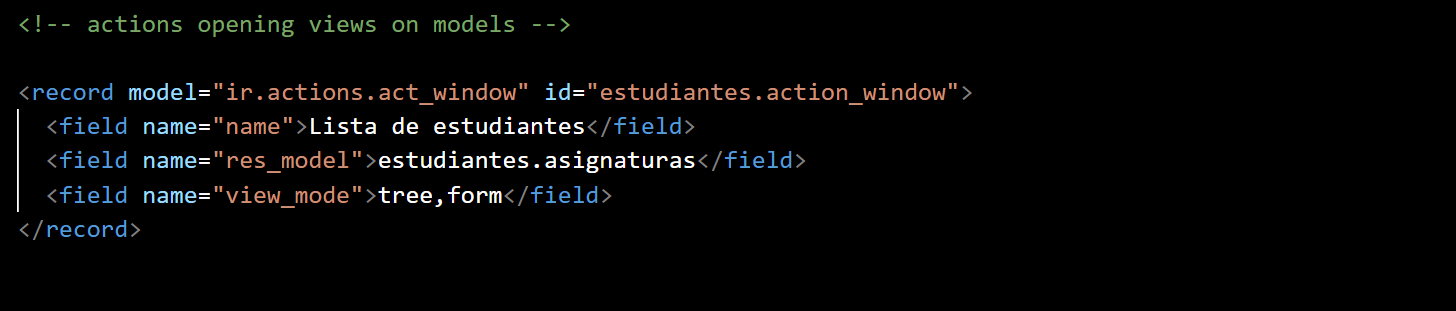 <!-- actions opening views on models -->
<record model="ir.actions.act_window" id="estudiantes.action_window">
<field name="name">Lista de estudiantes</field>
<field name="res_model">estudiantes.asignaturas</field>
<field name="view_mode">tree,form</field>
</record>